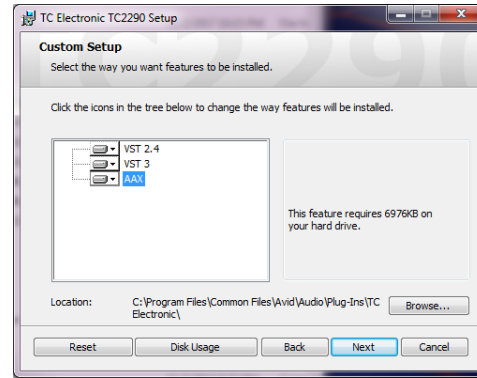 TC Electronic TC2290 Setup
TC2290
Custom Setup
Select the way you want features to be installed.
Click the icons in the tree below to change the way features will be installed.
VST 2.4
VST 3
AAX
This feature requires 6976KB on
your hard drive.
Location:
C:\Program Files\Common Files\Avid\Audio\Plug-Ins\TC
Electronic\
Browse...
Reset
Disk Usage
Back
Next
Cancel